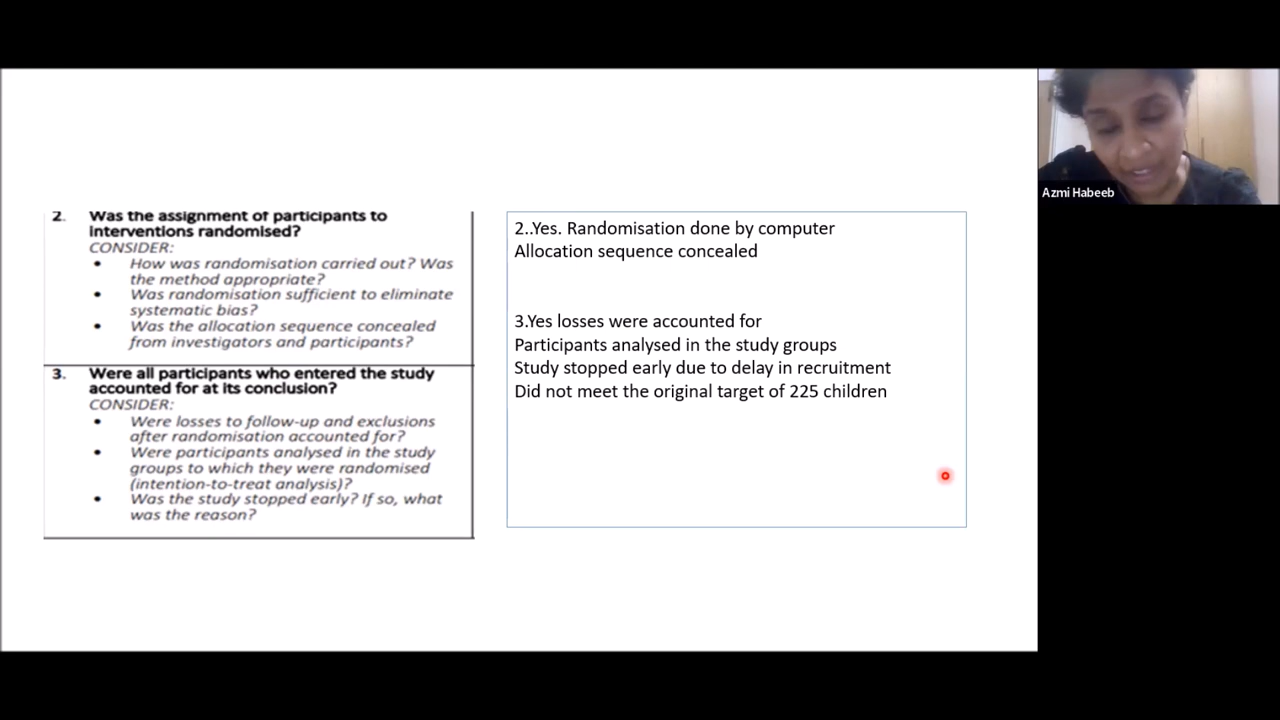 2. Was the assignment of participants to
interventions randomised?
CONSIDER:
• How was randomisation carried out? Was
the method appropriate?
• Was randomisation sufficient to eliminate
systematic bias?
• Was the allocation sequence concealed
from investigators and participants?
3. Were all participants who entered the study
accounted for at its conclusion?
CONSIDER:
• Were losses to follow-up and exclusions
after randomisation accounted for?
• Were participants analysed in the study
groups to which they were randomised
(intention-to-treat analysis)?
• Was the study stopped early? If so, what
was the reason?
2..Yes. Randomisation done by computer
Allocation sequence concealed
3.Yes losses were accounted for
Participants analysed in the study groups
Study stopped early due to delay in recruitment
Did not meet the original target of 225 children
Azmi Habeeb